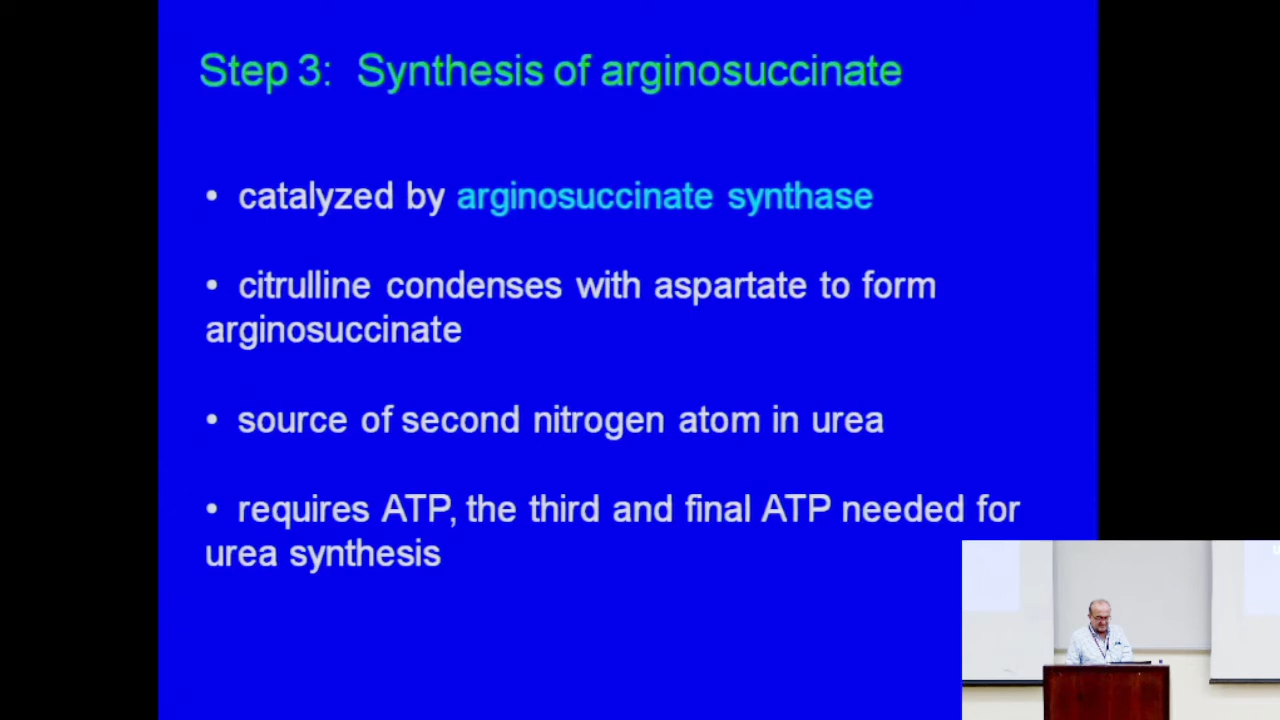 Step 3: Synthesis of arginosuccinate
• catalyzed by arginosuccinate synthase
• citrulline condenses with aspartate to form
arginosuccinate
• source of second nitrogen atom in urea
• requires ATP, the third and final ATP needed for
urea synthesis